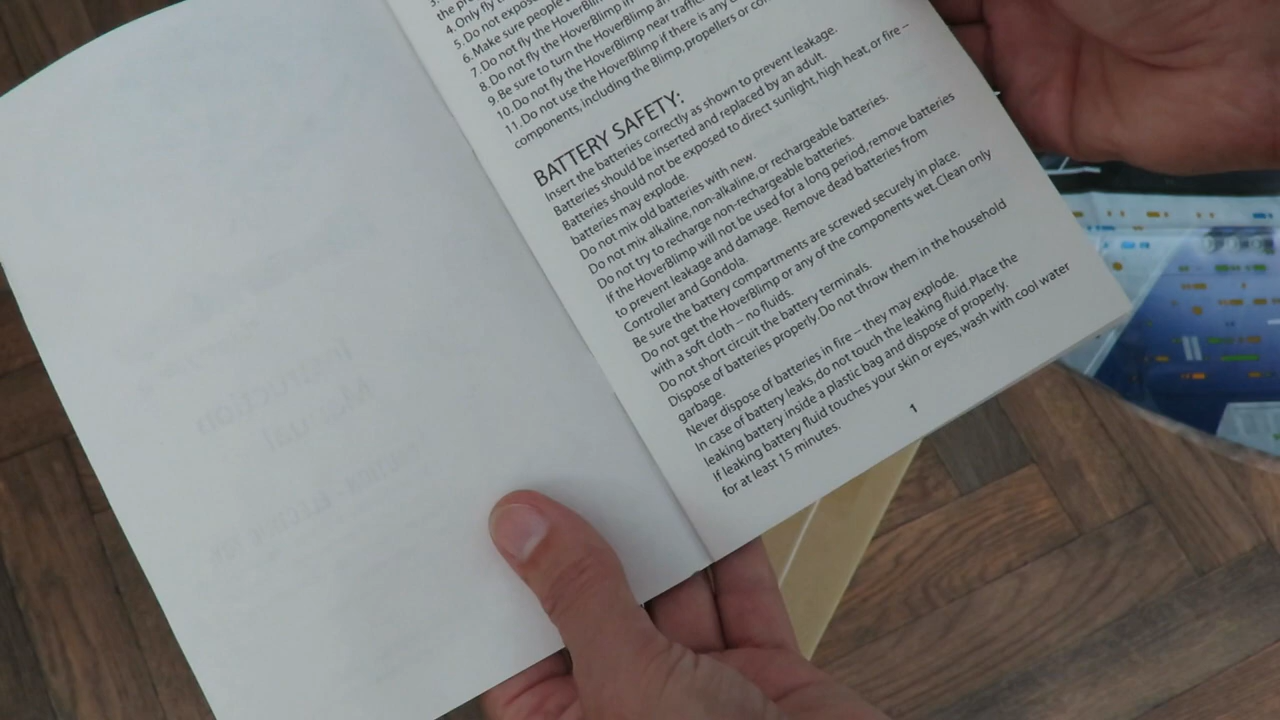 3.
the p
4. Only fly
5. Do not expos
6. Make sure people
7. Do not fly the HoverBlim
8. Do not fly the HoverBlimp in
9. Be sure to turn the HoverBlimp a
10. Do not fly the HoverBlimp near traffi
11. Do not use the HoverBlimp if there is any
components, including the Blimp, propellers or co
BATTERY SAFETY:
Insert the batteries correctly as shown to prevent leakage.
Batteries should be inserted and replaced by an adult.
Batteries should not be exposed to direct sunlight, high heat, or fire --
batteries may explode.
Do not mix old batteries with new.
Do not mix alkaline, non-alkaline, or rechargeable batteries.
Do not try to recharge non-rechargeable batteries.
If the HoverBlimp will not be used for a long period, remove batteries
to prevent leakage and damage. Remove dead batteries from
Controller and Gondola.
Be sure the battery compartments are screwed securely in place.
Do not get the HoverBlimp or any of the components wet. Clean only
with a soft cloth -- no fluids.
Do not short circuit the battery terminals.
Dispose of batteries properly. Do not throw them in the household
garbage.
Never dispose of batteries in fire -- they may explode.
In case of battery leaks, do not touch the leaking fluid. Place the
leaking battery inside a plastic bag and dispose of properly.
If leaking battery fluid touches your skin or eyes, wash with cool water
for at least 15 minutes.
1